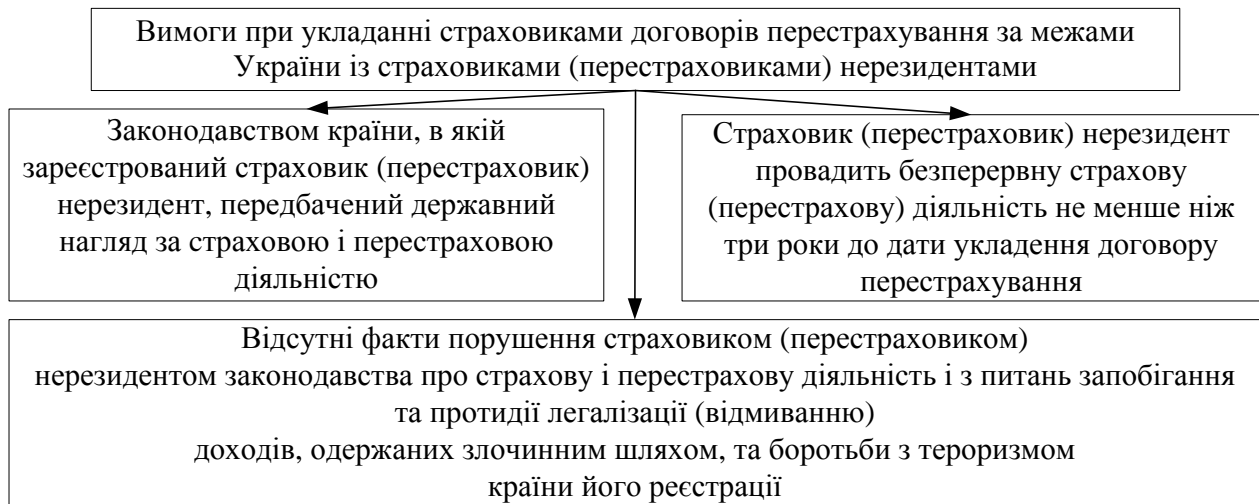 Вимоги при укладанні страховиками договорів перестрахування за межами
України із страховиками (перестраховиками) нерезидентами
Законодавством країни, в якій
зареєстрований страховик (перестраховик)
нерезидент, передбачений державний
нагляд за страховою і перестраховою
діяльністю
Страховик (перестраховик) нерезидент
провадить безперервну страхову
(перестрахову) діяльність не менше ніж
три роки до дати укладення договору
перестрахування
Відсутні факти порушення страховиком (перестраховиком)
нерезидентом законодавства про страхову і перестрахову діяльність і з питань запобігання
та протидії легалізації (відмиванню)
доходів, одержаних злочинним шляхом, та боротьби з тероризмом
країни його реєстрації